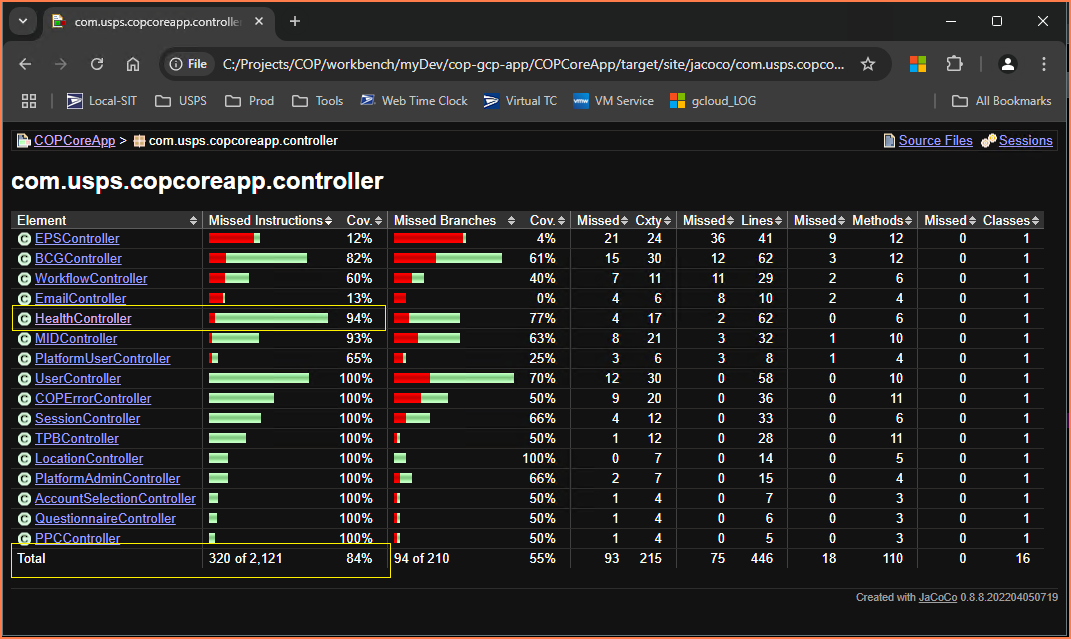 com.usps.copcoreapp.controller
File C:/Projects/COP/workbench/myDev/cop-gcp-app/COPCoreApp/target/site/jacoco/com.usps.copco...
Local-SIT USPS Prod Tools Web Time Clock Virtual TC vmw VM Service gcloud_LOG All Bookmarks
COPCoreApp > com.usps.copcoreapp.controller Source Files Sessions
com.usps.copcoreapp.controller
Element Missed Instructions Cov. Missed Branches Cov. Missed Cxty Missed Lines Missed Methods Missed Classes
C EPSController 12% 4% 21 24 36 41 9 12 0 1
C BCGController 82% 61% 15 30 12 62 3 12 0 1
C WorkflowController 60% 40% 7 11 11 29 2 6 0 1
C EmailController 13% 0% 4 6 8 10 2 4 0 1
C HealthController 94% 77% 4 17 2 62 0 6 0 1
C MIDController 93% 63% 8 21 3 32 1 10 0 1
C PlatformUserController 65% 25% 3 6 3 8 1 4 0 1
C UserController 100% 70% 12 30 0 58 0 10 0 1
C COPErrorController 100% 50% 9 20 0 36 0 11 0 1
C SessionController 100% 66% 4 12 0 33 0 6 0 1
C TPBController 100% 50% 1 12 0 28 0 11 0 1
C LocationController 100% 100% 0 7 0 14 0 5 0 1
C PlatformAdminController 100% 66% 2 7 0 15 0 4 0 1
C AccountSelectionController 100% 50% 1 4 0 7 0 3 0 1
C QuestionnaireController 100% 50% 1 4 0 6 0 3 0 1
C PPCController 100% 50% 1 4 0 5 0 3 0 1
Total 320 of 2,121 84% 94 of 210 55% 93 215 75 446 18 110 0 16
Created with JaCoCo 0.8.8.202204050719